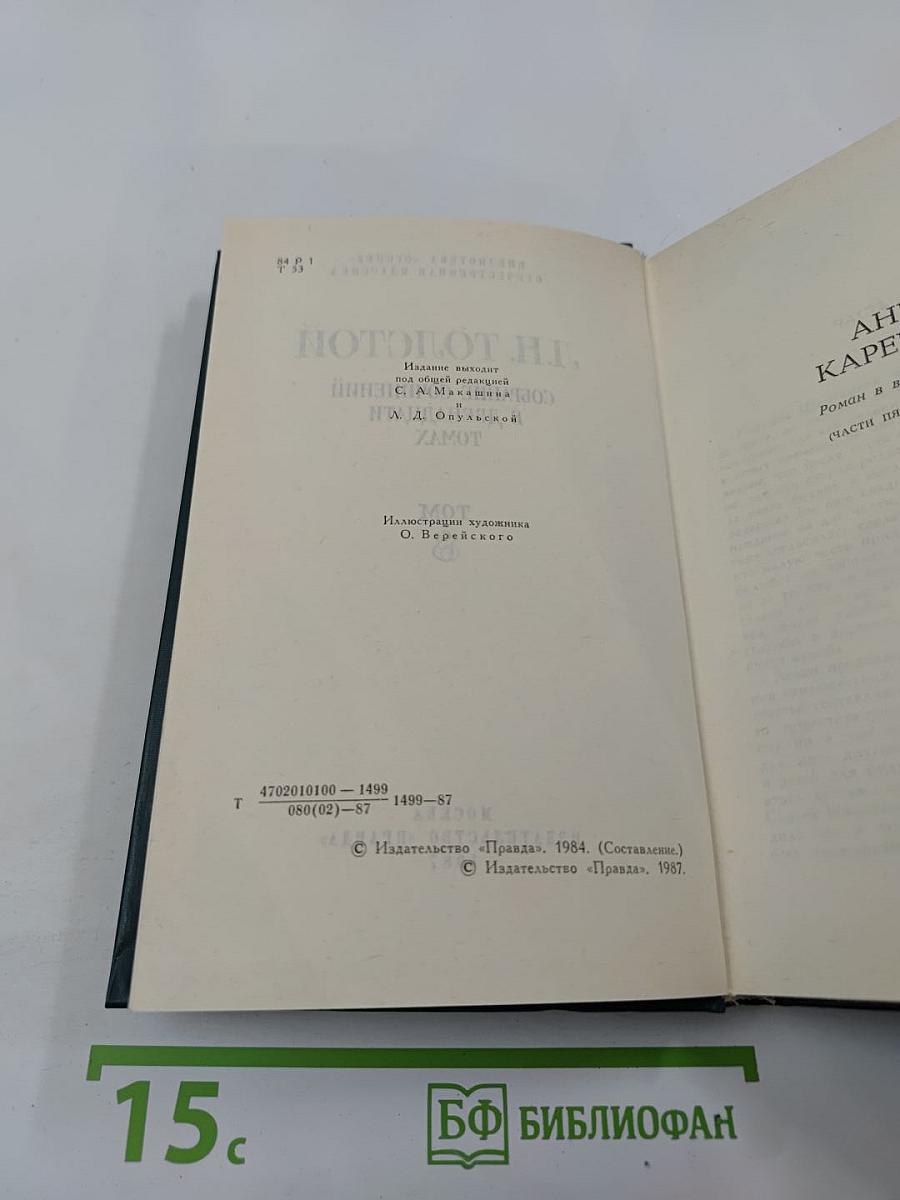 84 Р 1
Т 53
Издание выходит
под общей редакцией
С. А. Макашина
и
Л. Д. Опульской
Иллюстрации художника
О. Верейского
Т 4702010100 — 1499
080(02)—87 1499—87
© Издательство «Правда». 1984. (Составление.)
© Издательство «Правда». 1987.
АН
КАРЕ
Роман в в
(части пя
15 с
БФ БИБЛИОФАН